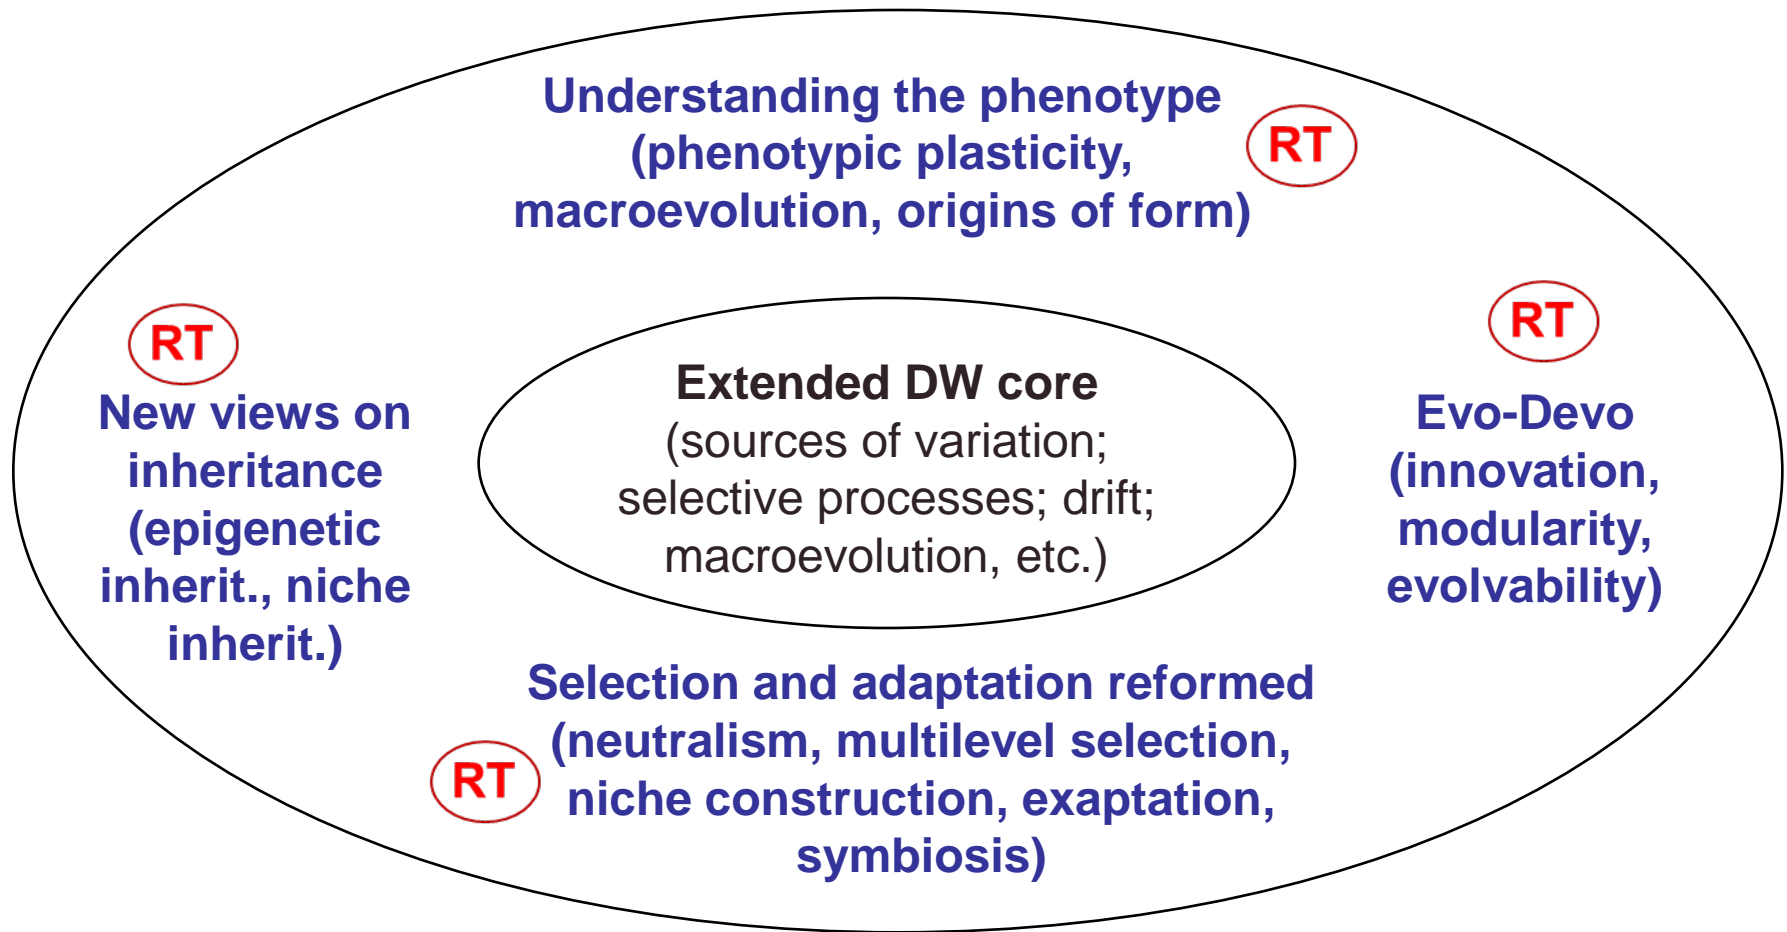 Understanding the phenotype
(phenotypic plasticity,
macroevolution, origins of form)
RT
RT
New views on
inheritance
(epigenetic
inherit., niche
inherit.)
Extended DW core
(sources of variation;
selective processes; drift;
macroevolution, etc.)
RT
Evo-Devo
(innovation,
modularity,
evolvability)
Selection and adaptation reformed
(neutralism, multilevel selection,
niche construction, exaptation,
symbiosis)
RT